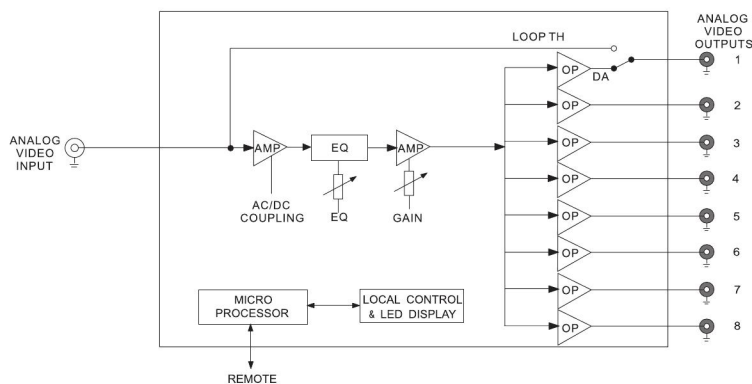 ANALOG
VIDEO
OUTPUTS
LOOP TH
1
OP
DA
OP
2
ANALOG
VIDEO
INPUT
AMP
EQ
AMP
OP
3
OP
4
AC/DC
COUPLING
EQ
GAIN
OP
5
OP
6
MICRO
PROCESSOR
LOCAL CONTROL
& LED DISPLAY
OP
7
OP
8
REMOTE